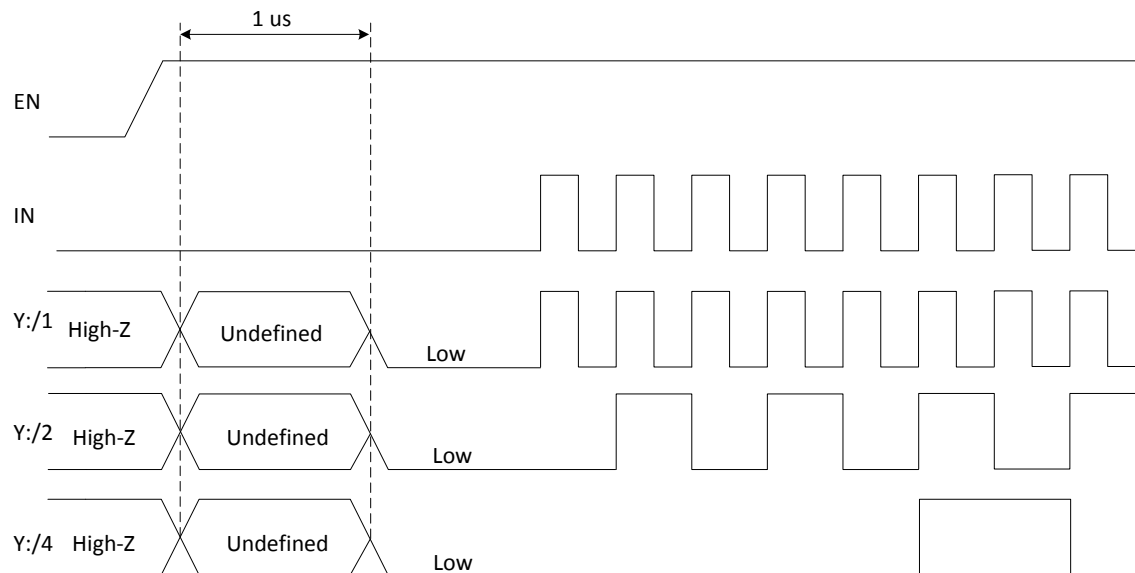 1 us
EN
IN
Y:/1 High-Z Undefined Low
Y:/2 High-Z Undefined Low
Y:/4 High-Z Undefined Low